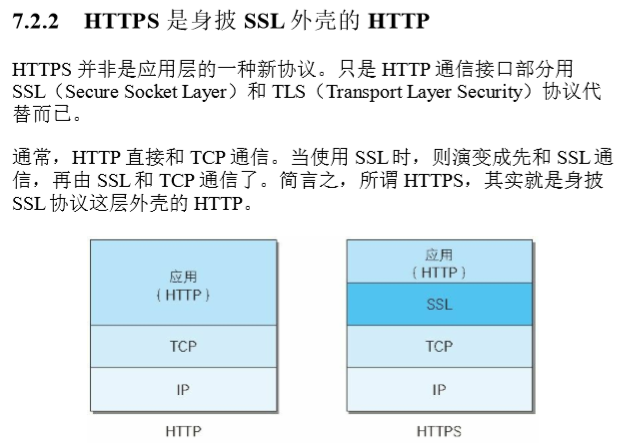 7.2.2 HTTPS 是身披 SSL 外壳的 HTTP
HTTPS 并非是应用层的一种新协议。只是 HTTP 通信接口部分用
SSL（Secure Socket Layer）和 TLS（Transport Layer Security）协议代
替而已。
通常，HTTP 直接和 TCP 通信。当使用 SSL 时，则演变成先和 SSL 通
信，再由 SSL 和 TCP 通信了。简言之，所谓 HTTPS，其实就是身披
SSL 协议这层外壳的 HTTP。
应用
( HTTP )
TCP
IP
HTTP
应用
( HTTP )
SSL
TCP
IP
HTTPS